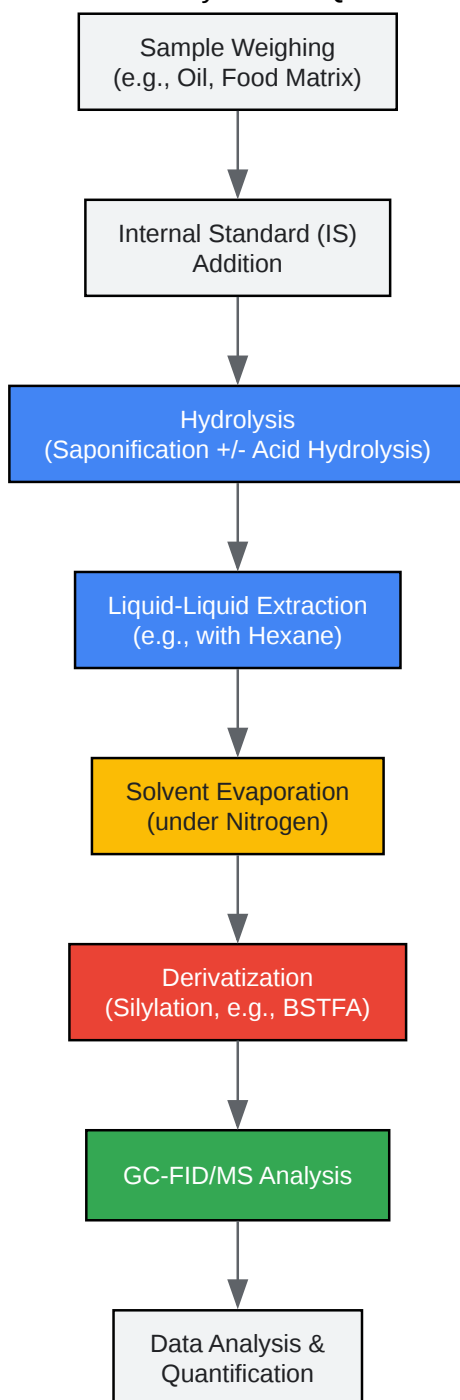 Sample Weighing
(e.g., Oil, Food Matrix)
Internal Standard (IS)
Addition
Hydrolysis
(Saponification +/- Acid Hydrolysis)
Liquid-Liquid Extraction
(e.g., with Hexane)
Solvent Evaporation
(under Nitrogen)
Derivatization
(Silylation, e.g., BSTFA)
GC-FID/MS Analysis
Data Analysis &
Quantification